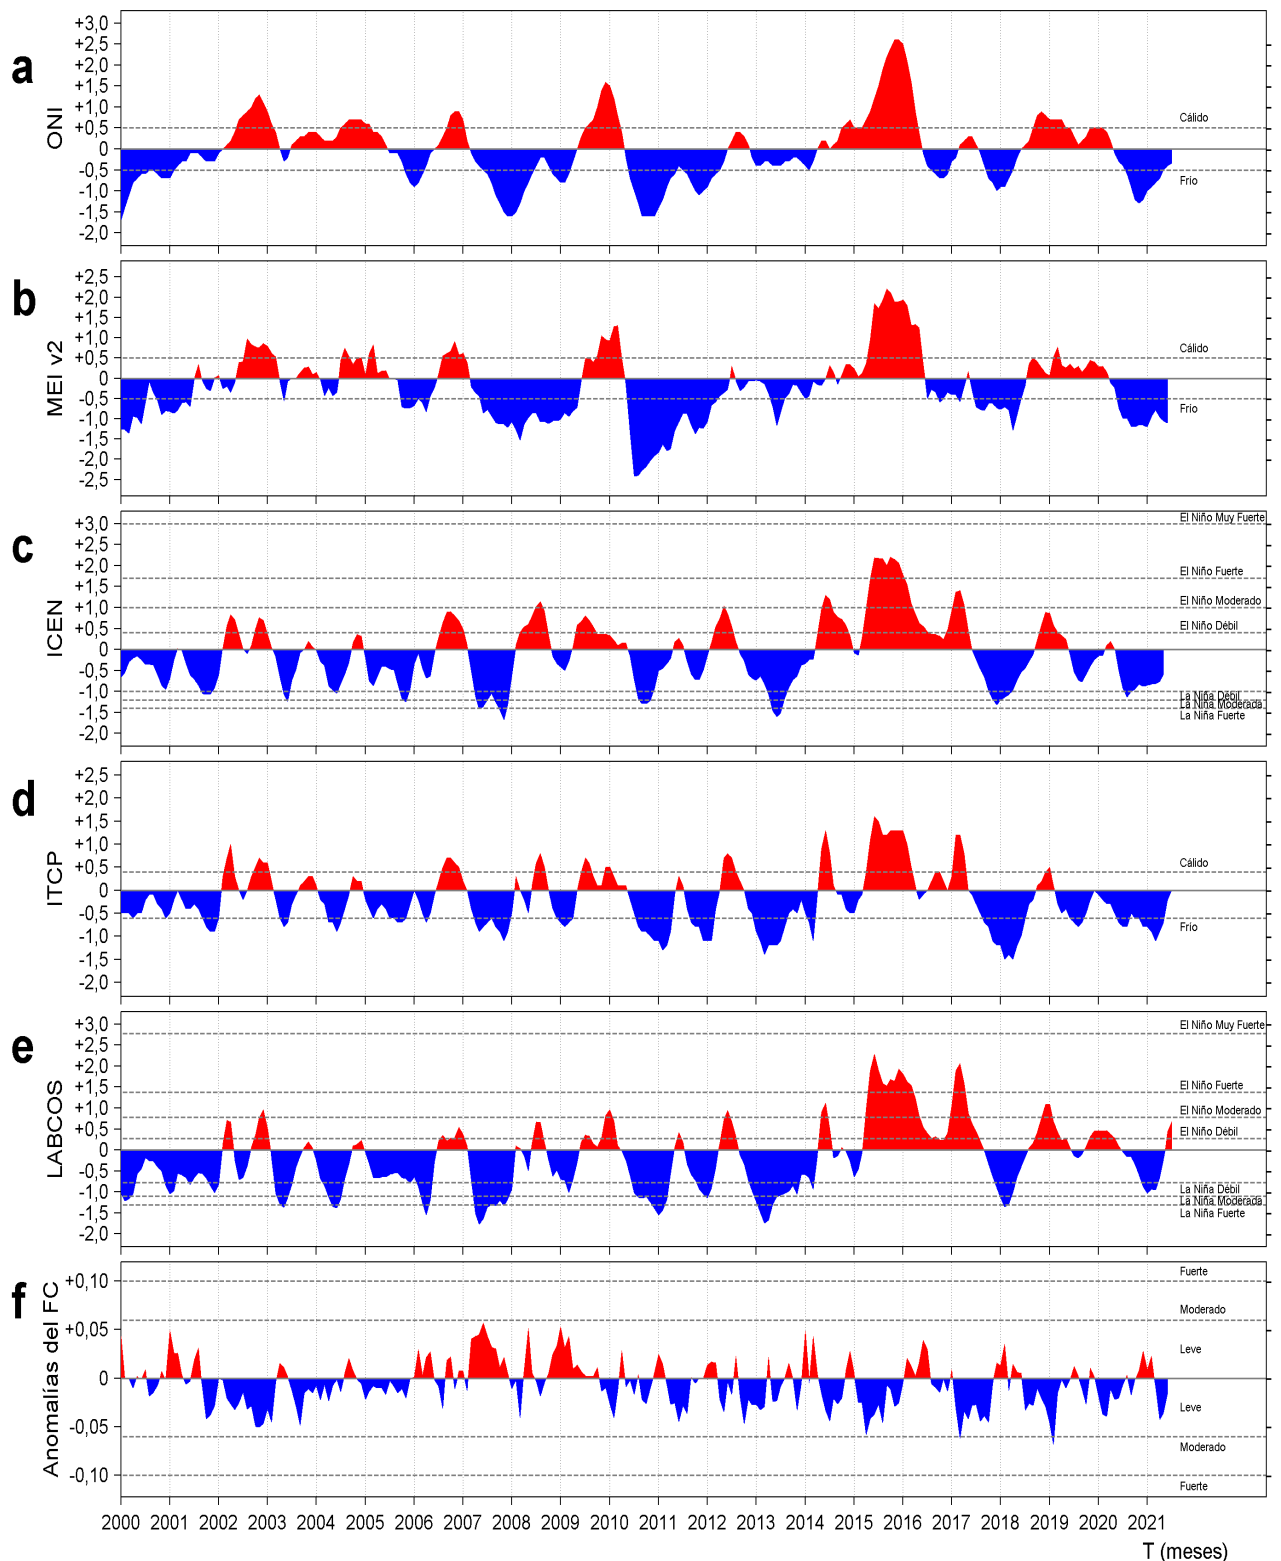 a
ONI
+3,0
+2,5
+2,0
+1,5
+1,0
+0,5
0
-0,5
-1,0
-1,5
-2,0
Cálido
Frio
b
MEI v2
+2,5
+2,0
+1,5
+1,0
+0,5
0
-0,5
-1,0
-1,5
-2,0
-2,5
Cálido
Frio
c
ICEN
+3,0
+2,5
+2,0
+1,5
+1,0
+0,5
0
-0,5
-1,0
-1,5
-2,0
El Niño Muy Fuerte
El Niño Fuerte
El Niño Moderado
El Niño Débil
La Niña Débil
La Niña Moderada
La Niña Fuerte
d
ITCP
+2,5
+2,0
+1,5
+1,0
+0,5
0
-0,5
-1,0
-1,5
-2,0
Cálido
Frio
e
LABCOS
+3,0
+2,5
+2,0
+1,5
+1,0
+0,5
0
-0,5
-1,0
-1,5
-2,0
El Niño Muy Fuerte
El Niño Fuerte
El Niño Moderado
El Niño Débil
La Niña Débil
La Niña Moderada
La Niña Fuerte
f
Anomalías del FC
+0,10
+0,05
0
-0,05
-0,10
Fuerte
Moderado
Leve
Leve
Moderado
Fuerte
2000 2001 2002 2003 2004 2005 2006 2007 2008 2009 2010 2011 2012 2013 2014 2015 2016 2017 2018 2019 2020 2021
T (meses)